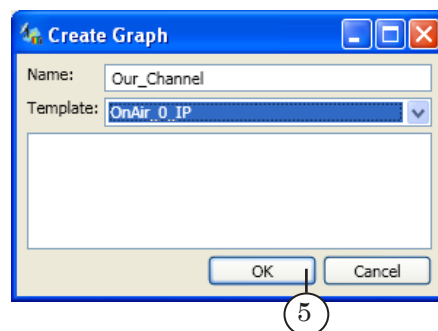 Create Graph
Name: Our_Channel
Template: OnAir_0_IP
OK Cancel
5